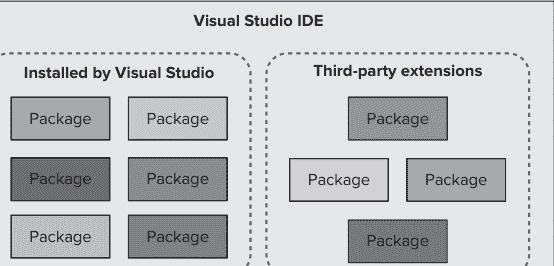 Visual Studio IDE
Installed by Visual Studio
Package Package
Package Package
Package Package
Third-party extensions
Package
Package Package
Package